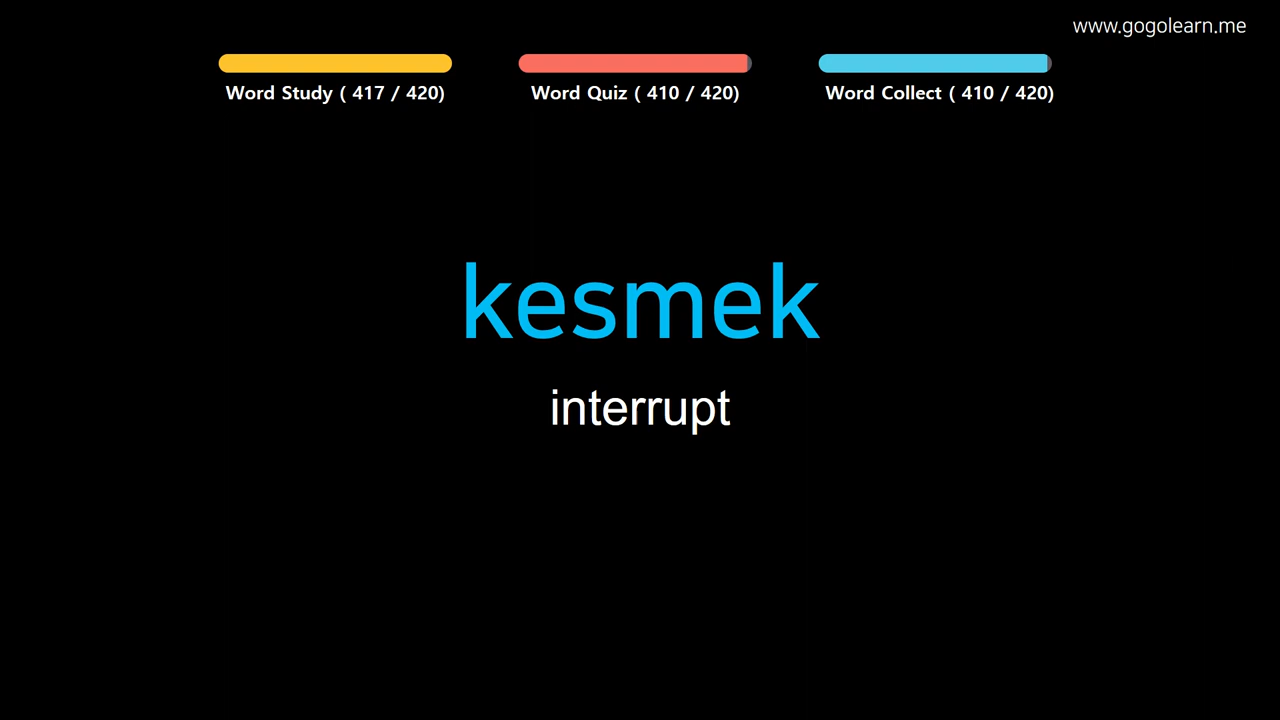 www.gogolearn.me
Word Study ( 417 / 420)
Word Quiz ( 410 / 420)
Word Collect ( 410 / 420)
kesmek
interrupt